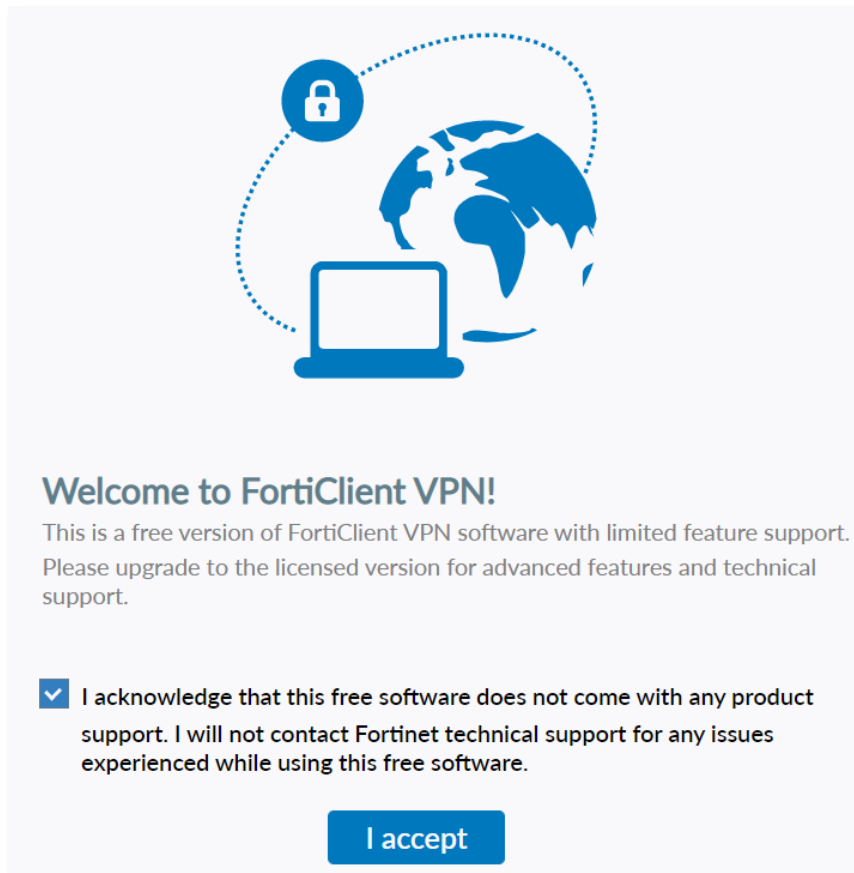 Welcome to FortiClient VPN!
This is a free version of FortiClient VPN software with limited feature support.
Please upgrade to the licensed version for advanced features and technical
support.
I acknowledge that this free software does not come with any product
support. I will not contact Fortinet technical support for any issues
experienced while using this free software.
I accept